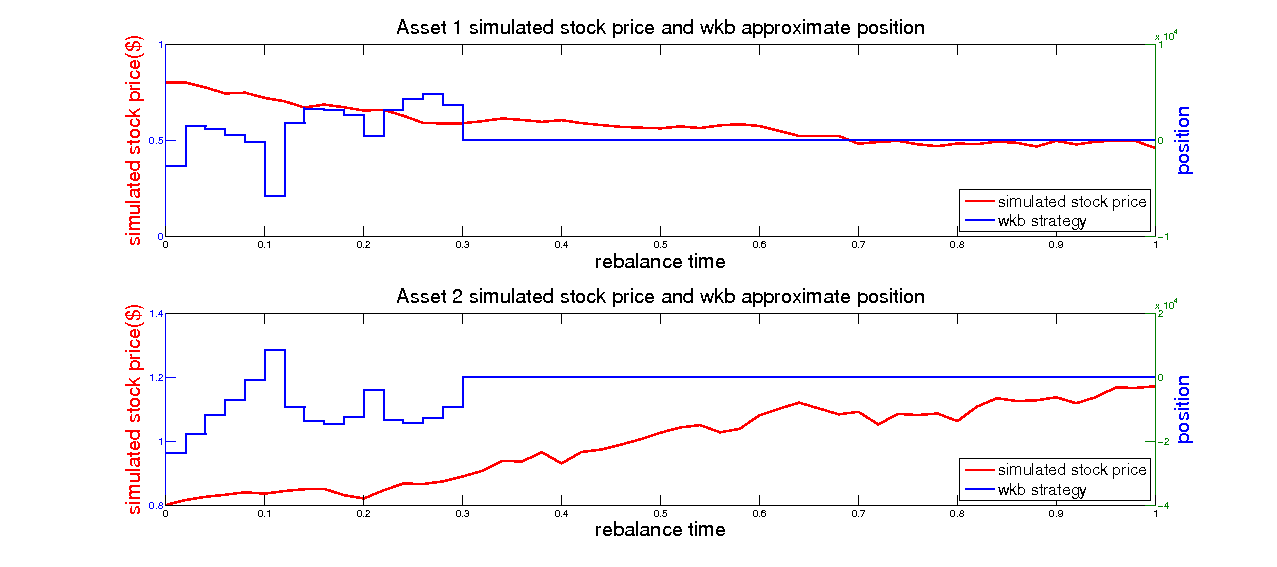 Asset 1 simulated stock price and wkb approximate position
simulated stock price($)
1
0.5
0
x 10^4
1
0
-1
position
simulated stock price
wkb strategy
0 0.1 0.2 0.3 0.4 0.5 0.6 0.7 0.8 0.9 1
rebalance time
Asset 2 simulated stock price and wkb approximate position
simulated stock price($)
1.4
1.2
1
0.8
x 10^4
2
0
-2
-4
position
simulated stock price
wkb strategy
0 0.1 0.2 0.3 0.4 0.5 0.6 0.7 0.8 0.9 1
rebalance time